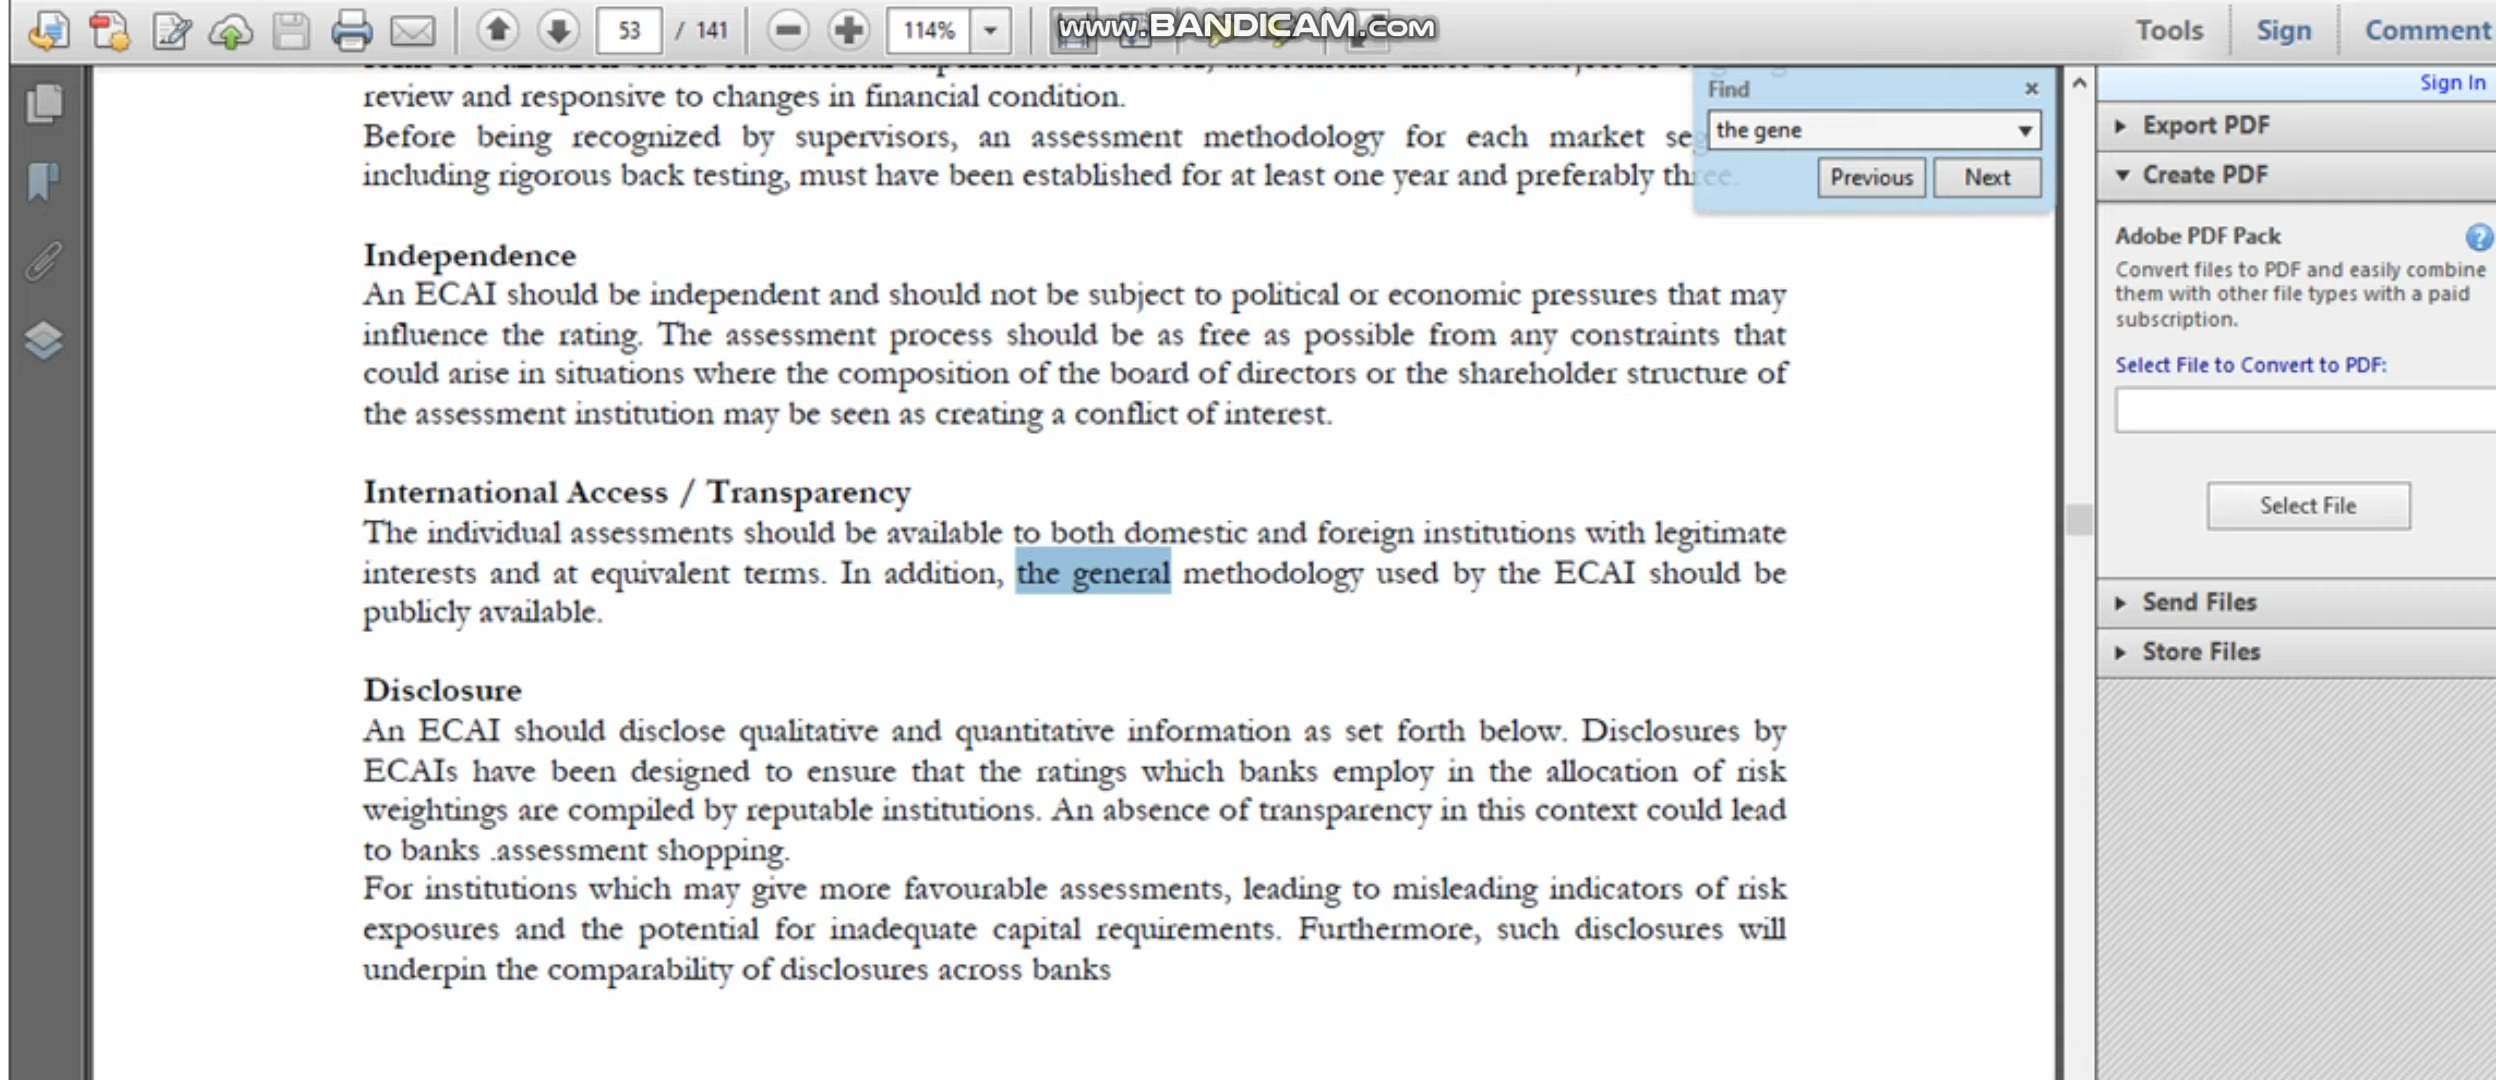 53 / 141 114% www.BANDICAM.com Tools Sign Comment
Sign In
Find
the gene
Previous Next
review and responsive to changes in financial condition.
Before being recognized by supervisors, an assessment methodology for each market
including rigorous back testing, must have been established for at least one year and preferably three.
Independence
An ECAI should be independent and should not be subject to political or economic pressures that may
influence the rating. The assessment process should be as free as possible from any constraints that
could arise in situations where the composition of the board of directors or the shareholder structure of
the assessment institution may be seen as creating a conflict of interest.
International Access / Transparency
The individual assessments should be available to both domestic and foreign institutions with legitimate
interests and at equivalent terms. In addition, the general methodology used by the ECAI should be
publicly available.
Disclosure
An ECAI should disclose qualitative and quantitative information as set forth below. Disclosures by
ECAIs have been designed to ensure that the ratings which banks employ in the allocation of risk
weightings are compiled by reputable institutions. An absence of transparency in this context could lead
to banks .assessment shopping.
For institutions which may give more favourable assessments, leading to misleading indicators of risk
exposures and the potential for inadequate capital requirements. Furthermore, such disclosures will
underpin the comparability of disclosures across banks
Export PDF
Create PDF
Adobe PDF Pack
Convert files to PDF and easily combine
them with other file types with a paid
subscription.
Select File to Convert to PDF:
Select File
Send Files
Store Files